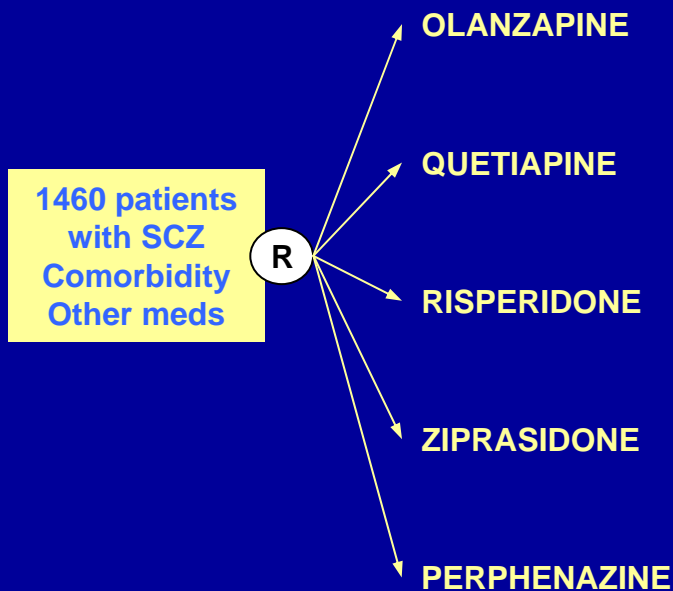 OLANZAPINE
QUETIAPINE
1460 patients
with SCZ
Comorbidity
Other meds
R
RISPERIDONE
ZIPRASIDONE
PERPHENAZINE